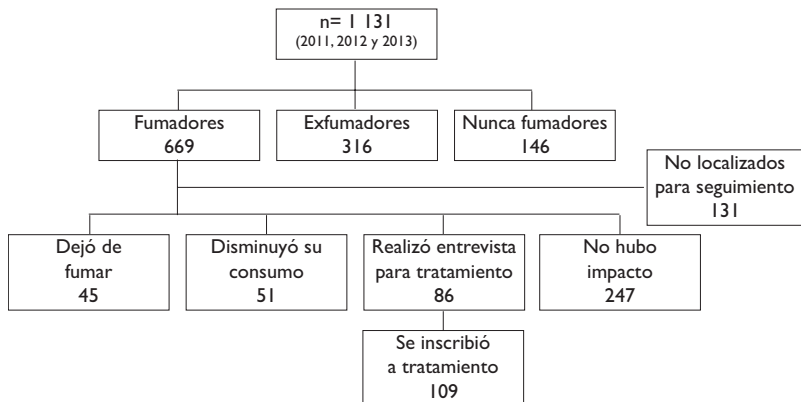 n= 1 131
(2011, 2012 y 2013)
Fumadores
669
Exfumadores
316
Nunca fumadores
146
No localizados
para seguimiento
131
Dejó de
fumar
45
Disminuyó su
consumo
51
Realizó entrevista
para tratamiento
86
No hubo
impacto
247
Se inscribió
a tratamiento
109